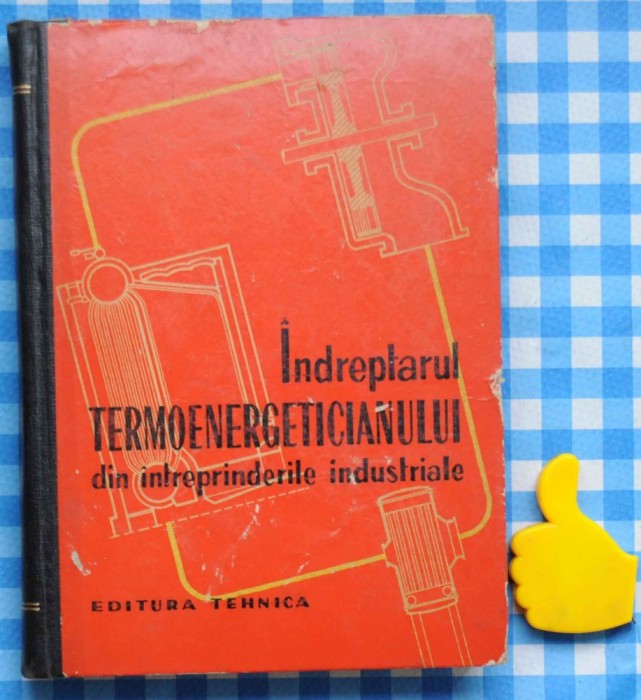 Îndreptarul
TERMOENERGETICIANULUI
din întreprinderile industriale
EDITURA TEHNICA